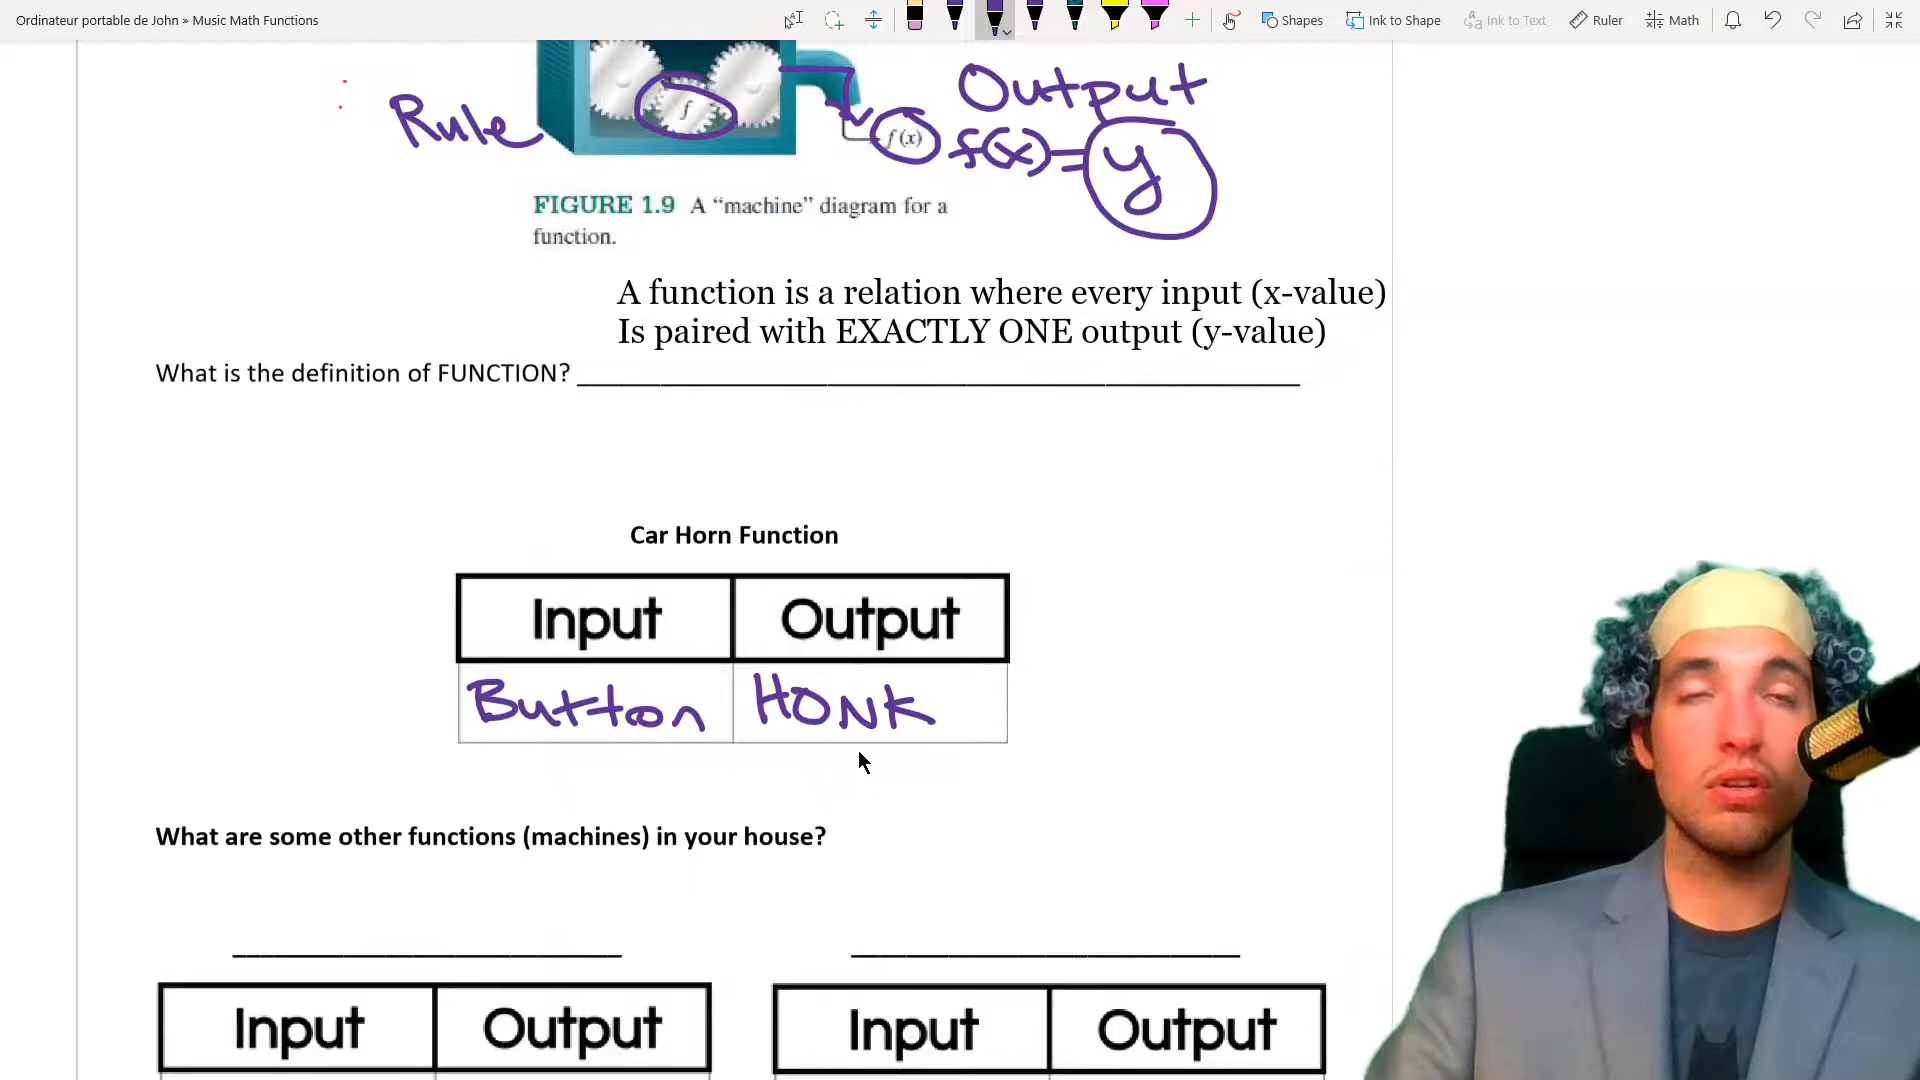 Ordinateur portable de John » Music Math Functions
Shapes
Ink to Shape
Ink to Text
Ruler
Math
Rule
f
f(x)
Output
f(x)=y
FIGURE 1.9 A “machine” diagram for a
function.
A function is a relation where every input (x-value)
Is paired with EXACTLY ONE output (y-value)
What is the definition of FUNCTION? ____________________
Car Horn Function
Input Output
Button HONK
What are some other functions (machines) in your house?
Input Output
Input Output